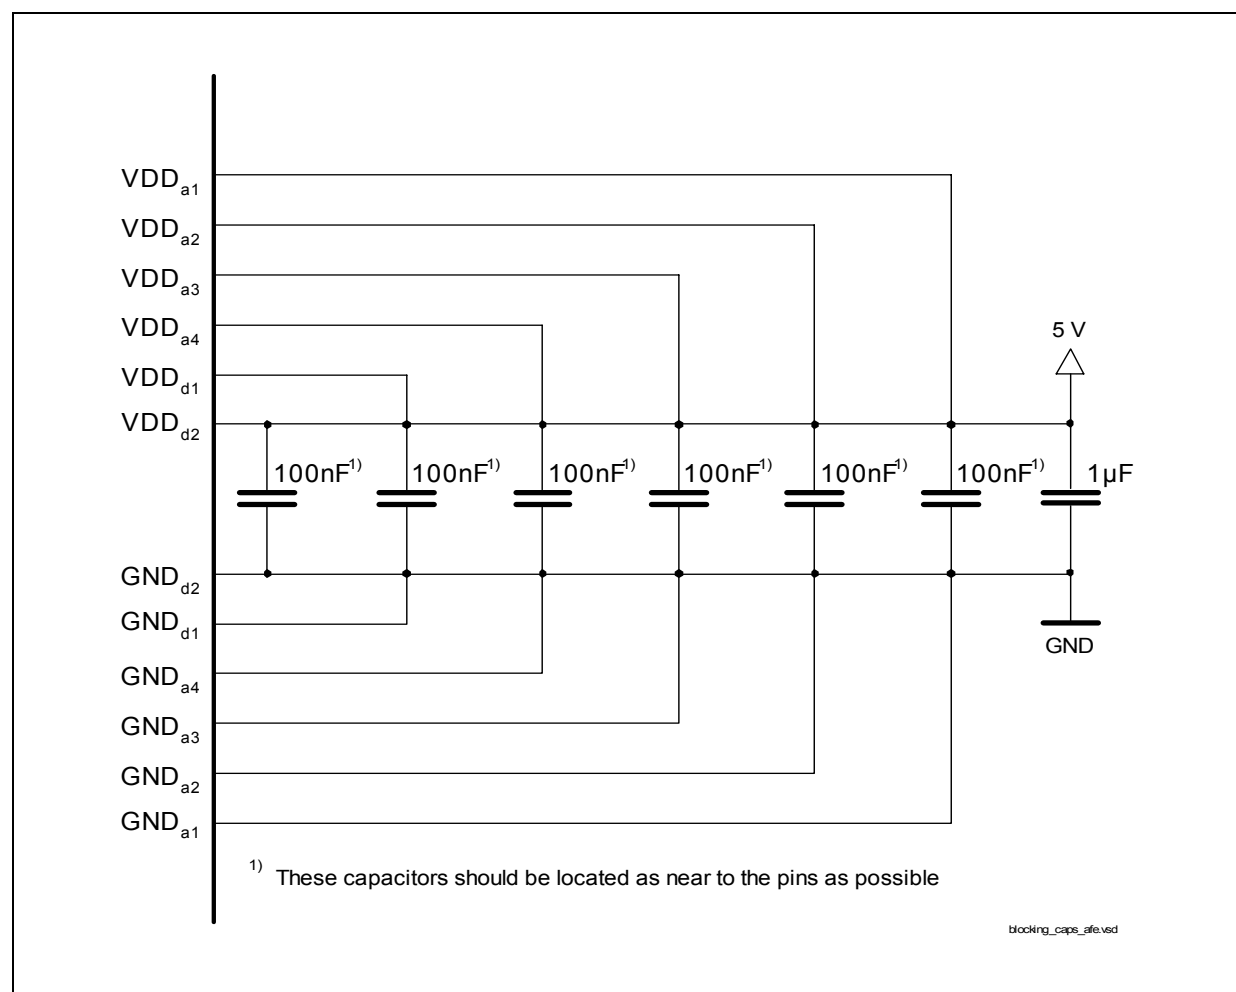 VDDa1
VDDa2
VDDa3
VDDa4
5 V
VDDd1
VDDd2
100nF1) 100nF1) 100nF1) 100nF1) 100nF1) 100nF1) 1µF
GNDd2
GNDd1
GND
GNDa4
GNDa3
GNDa2
GNDa1
1) These capacitors should be located as near to the pins as possible
blocking_caps_afe.vsd